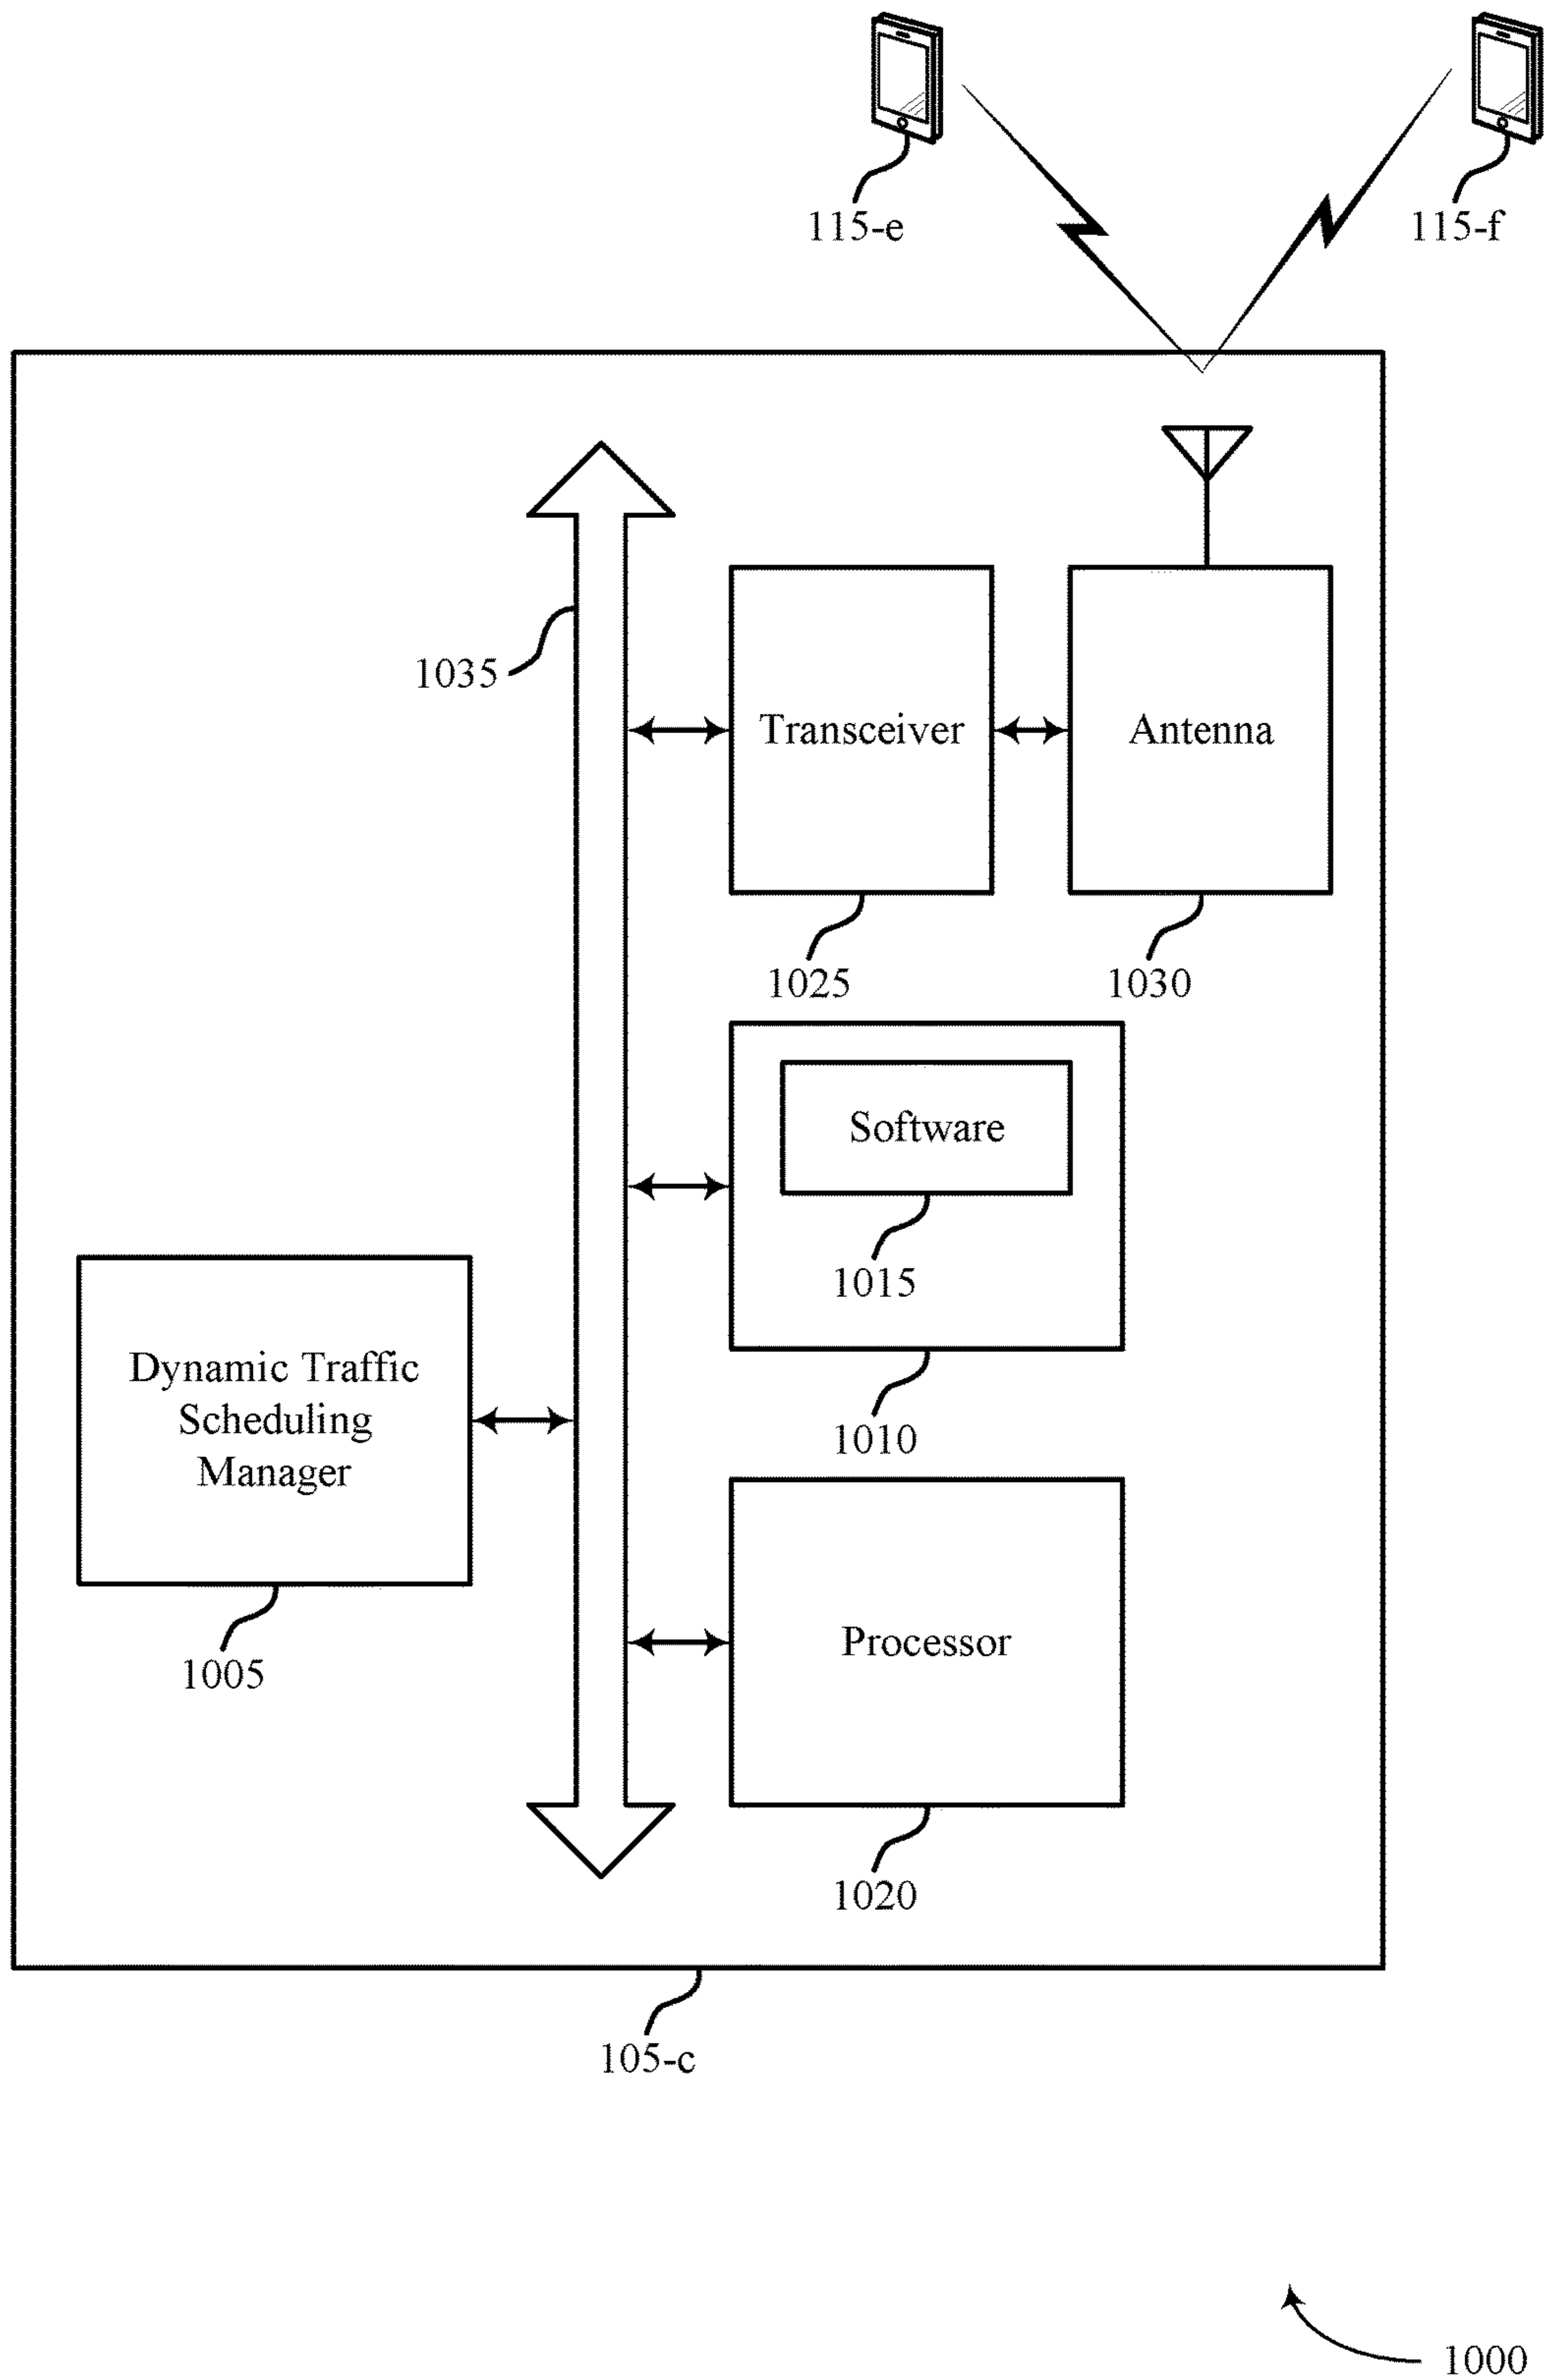 115-e
115-f
1035
Transceiver
Antenna
1025
1030
Software
1015
1010
Dynamic Traffic
Scheduling
Manager
1005
Processor
1020
105-c
1000